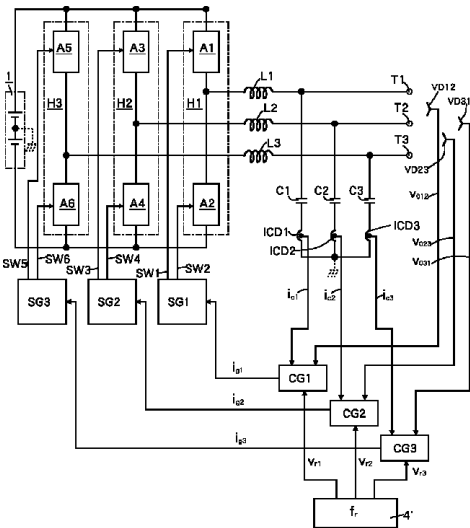 1
A5
A3
A1
H3
H2
H1
A6
A4
A2
L1
L2
L3
T1
T2
T3
VD12
VD31
VD23
C1
C2
C3
ICD1
ICD2
ICD3
V012
V023
V031
SW5
SW6
SW3
SW4
SW1
SW2
SG3
SG2
SG1
ic1
ic2
ic3
ig1
CG1
ig2
CG2
ig3
CG3
Vr1
Vr2
Vr3
fr
4'